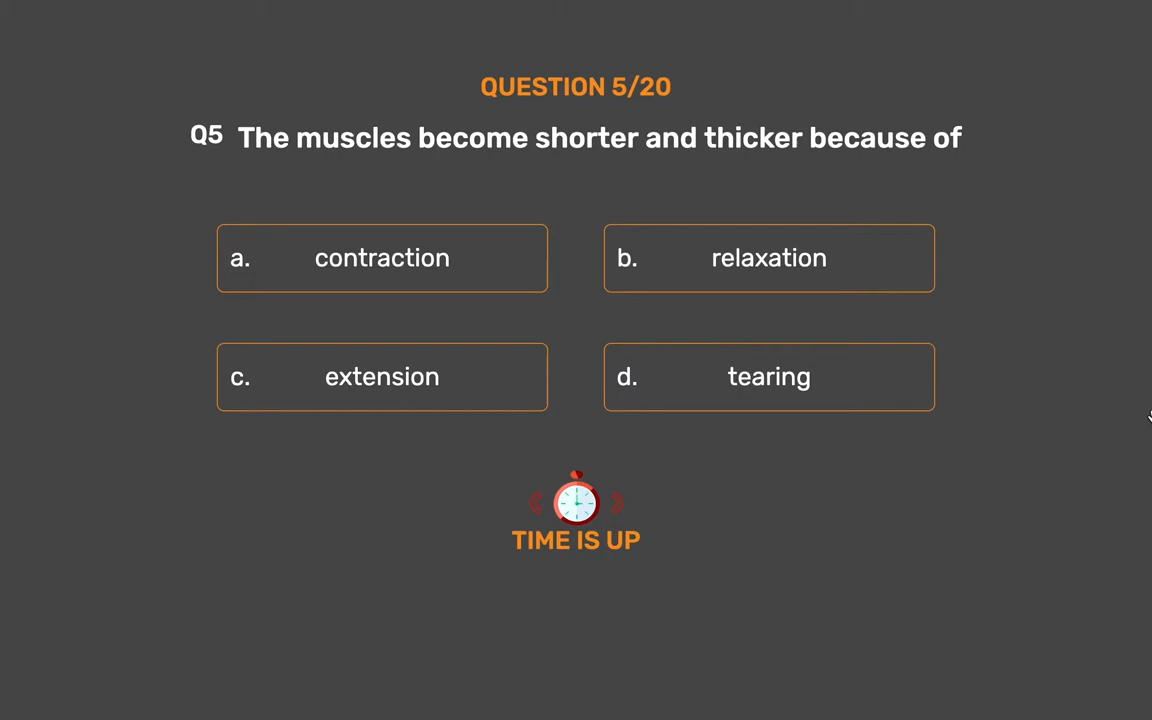 QUESTION 5/20
Q5 The muscles become shorter and thicker because of
a. contraction
b. relaxation
c. extension
d. tearing
TIME IS UP